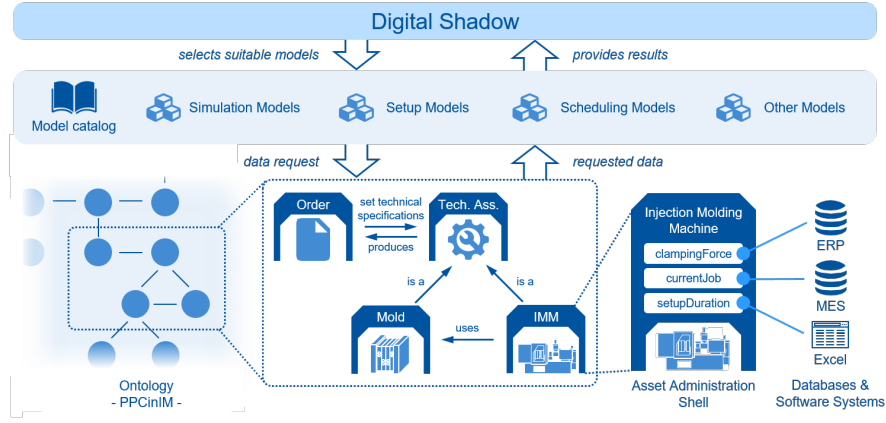 Digital Shadow
selects suitable models
provides results
Model catalog
Simulation Models
Setup Models
Scheduling Models
Other Models
data request
requested data
Order
set technical
specifications
produces
Tech. Ass.
is a
is a
Mold
uses
IMM
Injection Molding
Machine
clampingForce
currentJob
setupDuration
ERP
MES
Excel
Ontology
- PPCinIM -
Asset Administration
Shell
Databases &
Software Systems